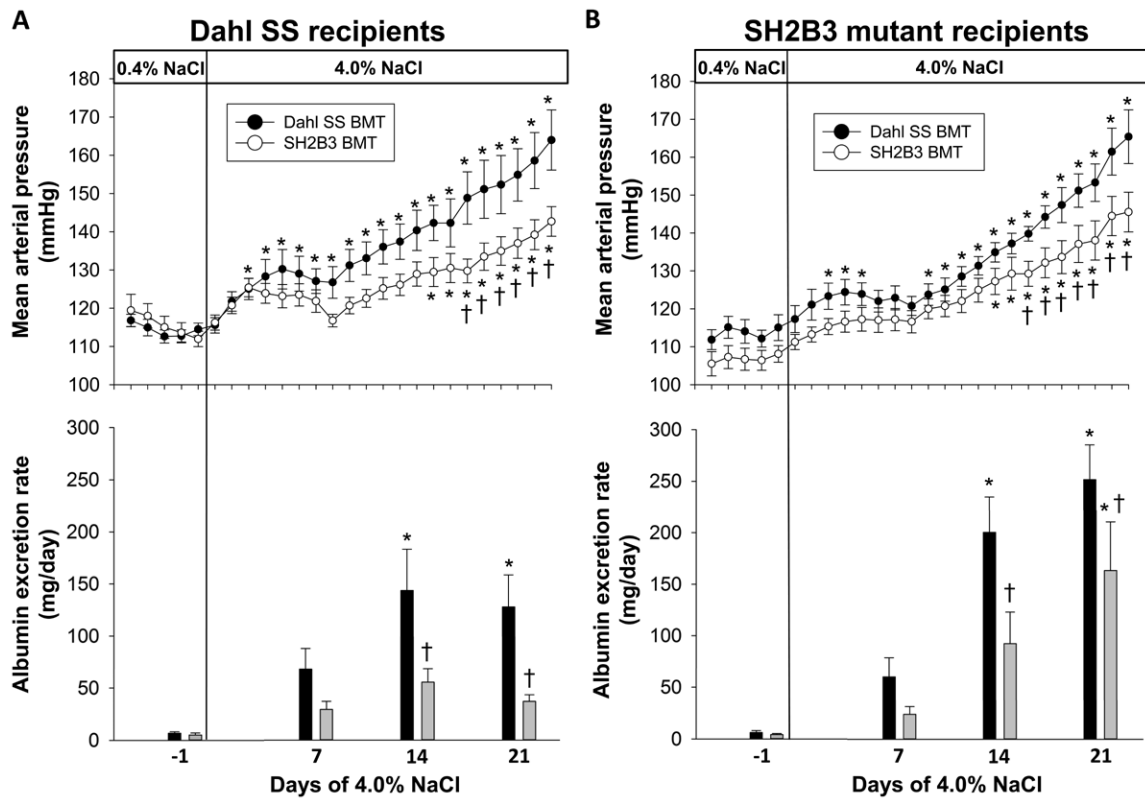 A
Dahl SS recipients
0.4% NaCl
4.0% NaCl
Mean arterial pressure
(mmHg)
180
170
160
150
140
130
120
110
100
Dahl SS BMT
SH2B3 BMT
* * * * * * * * * * * * * * * * * * *
* * * * * * * *
† † † † † †
Albumin excretion rate
(mg/day)
300
250
200
150
100
50
0
* *
† †
-1 7 14 21
Days of 4.0% NaCl
B
SH2B3 mutant recipients
0.4% NaCl
4.0% NaCl
Mean arterial pressure
(mmHg)
180
170
160
150
140
130
120
110
100
Dahl SS BMT
SH2B3 BMT
* * * * * * * * * * * * * * * *
* * * * * * * * *
† † † † † † †
Albumin excretion rate
(mg/day)
300
250
200
150
100
50
0
* *
† * †
-1 7 14 21
Days of 4.0% NaCl